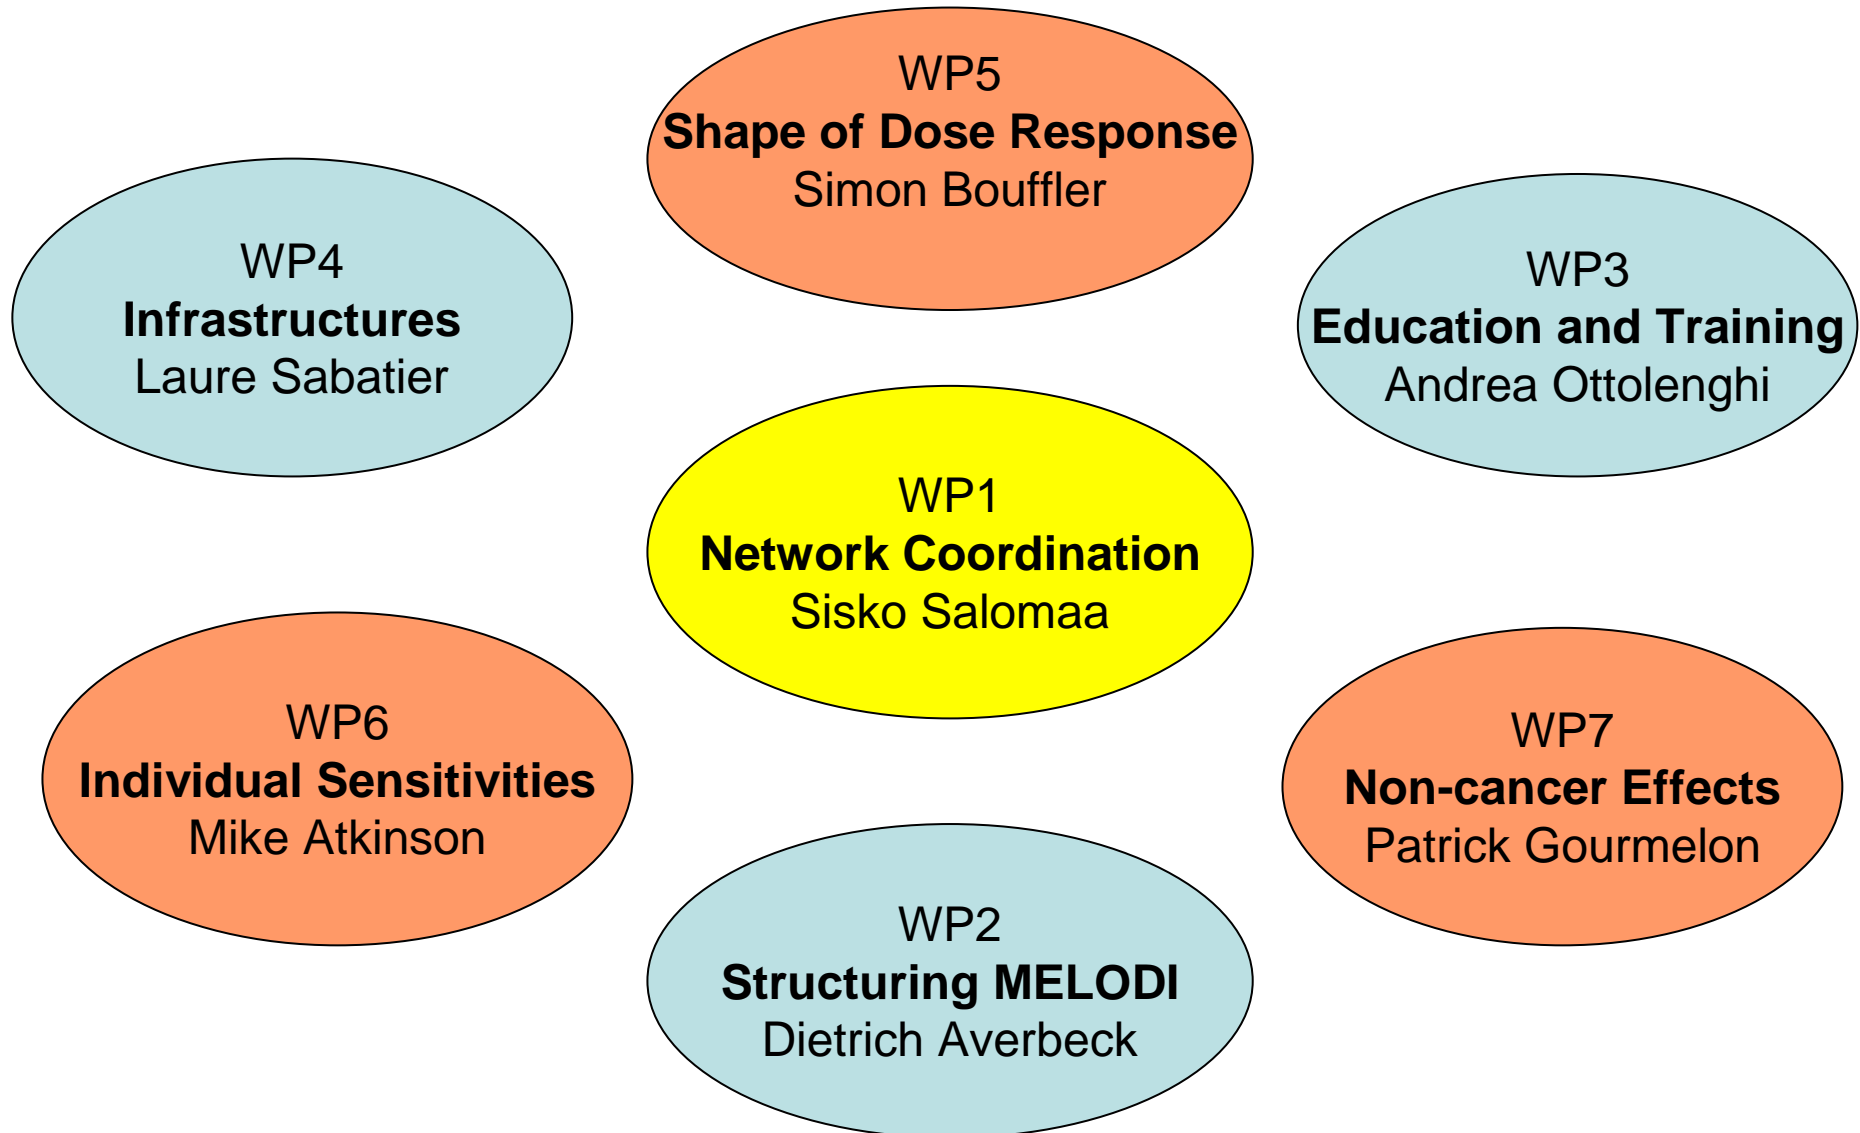 WP5
Shape of Dose Response
Simon Bouffler
WP4
Infrastructures
Laure Sabatier
WP3
Education and Training
Andrea Ottolenghi
WP1
Network Coordination
Sisko Salomaa
WP6
Individual Sensitivities
Mike Atkinson
WP7
Non-cancer Effects
Patrick Gourmelon
WP2
Structuring MELODI
Dietrich Averbeck